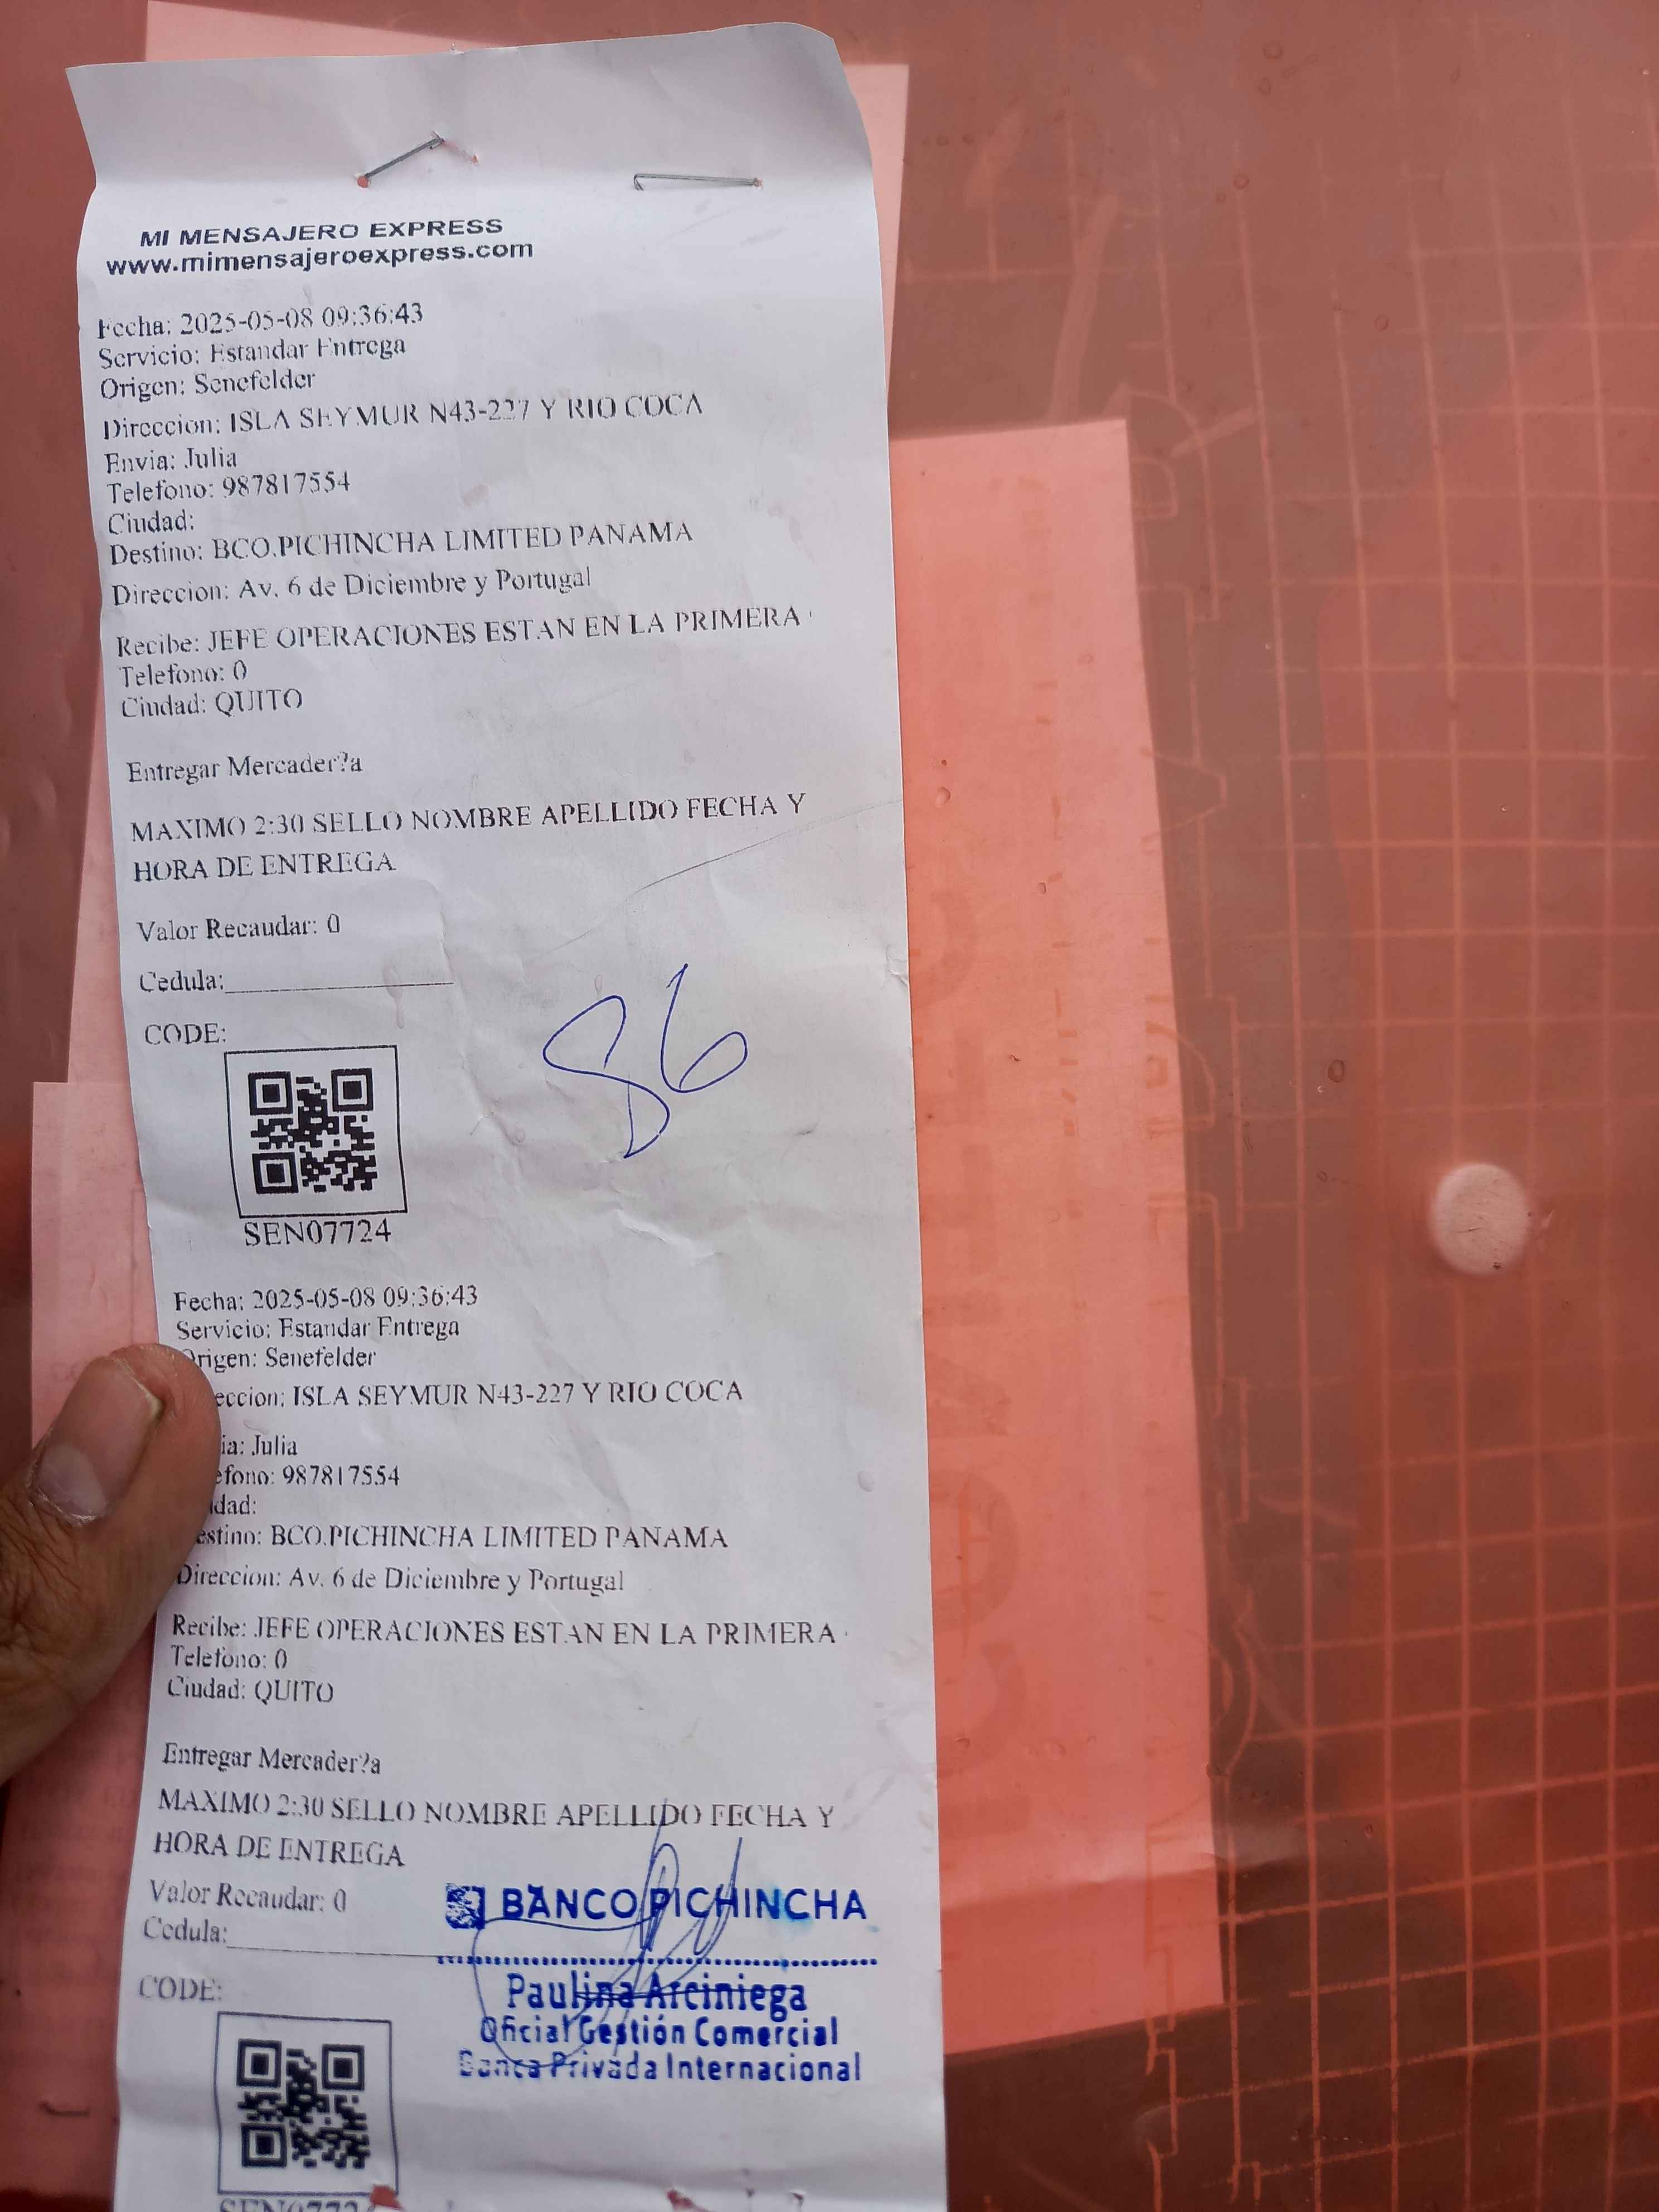 MI MENSAJERO EXPRESS
www.mimensajeroexpress.com
Fecha: 2025-05-08 09:36:43
Servicio: Estandar Entrega
Origen: Senefelder
Direccion: ISLA SEYMUR N43-227 Y RIO COCA
Envia: Julia
Telefono: 987817554
Ciudad:
Destino: BCO.PICHINCHA LIMITED PANAMA
Direccion: Av. 6 de Diciembre y Portugal
Recibe: JEFE OPERACIONES ESTAN EN LA PRIMERA
Telefono: 0
Ciudad: QUITO
Entregar Mercader?a
MAXIMO 2:30 SELLO NOMBRE APELLIDO FECHA Y
HORA DE ENTREGA
Valor Recaudar: 0
Cedula:
CODE:
86
SEN07724
Fecha: 2025-05-08 09:36:43
Servicio: Estandar Entrega
Origen: Senefelder
eccion: ISLA SEYMUR N43-227 Y RIO COCA
ia: Julia
efono: 987817554
dad:
estino: BCO.PICHINCHA LIMITED PANAMA
Direccion: Av. 6 de Diciembre y Portugal
Recibe: JEFE OPERACIONES ESTAN EN LA PRIMERA
Telefono: 0
Ciudad: QUITO
Entregar Mercader?a
MAXIMO 2:30 SELLO NOMBRE APELLIDO FECHA Y
HORA DE ENTREGA
Valor Recaudar: 0
Cedula:
BANCO PICHINCHA
Paulina Arciniega
Oficial Gestión Comercial
Banca Privada Internacional
CODE: